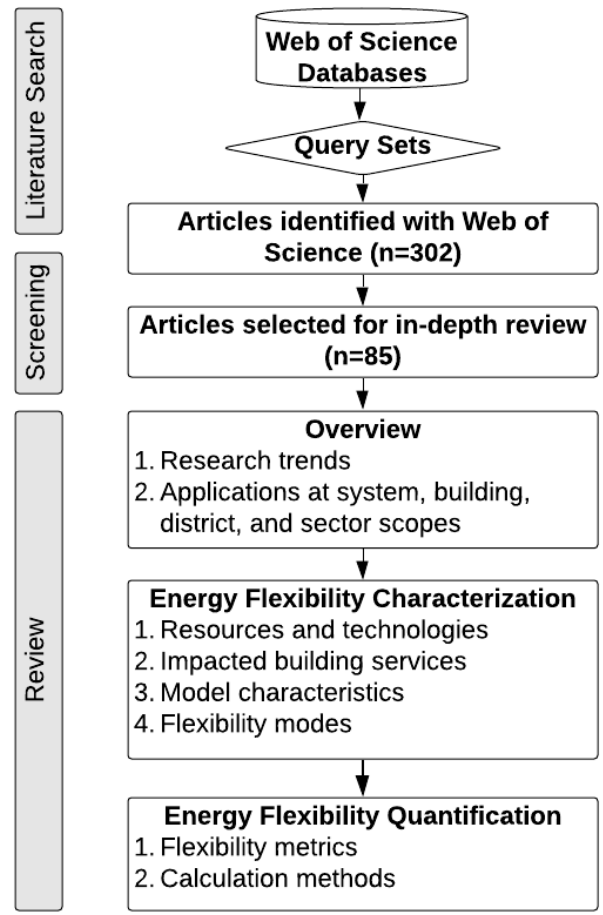 Literature Search
Web of Science
Databases
Query Sets
Articles identified with Web of
Science (n=302)
Screening
Articles selected for in-depth review
(n=85)
Review
Overview
1. Research trends
2. Applications at system, building,
district, and sector scopes
Energy Flexibility Characterization
1. Resources and technologies
2. Impacted building services
3. Model characteristics
4. Flexibility modes
Energy Flexibility Quantification
1. Flexibility metrics
2. Calculation methods